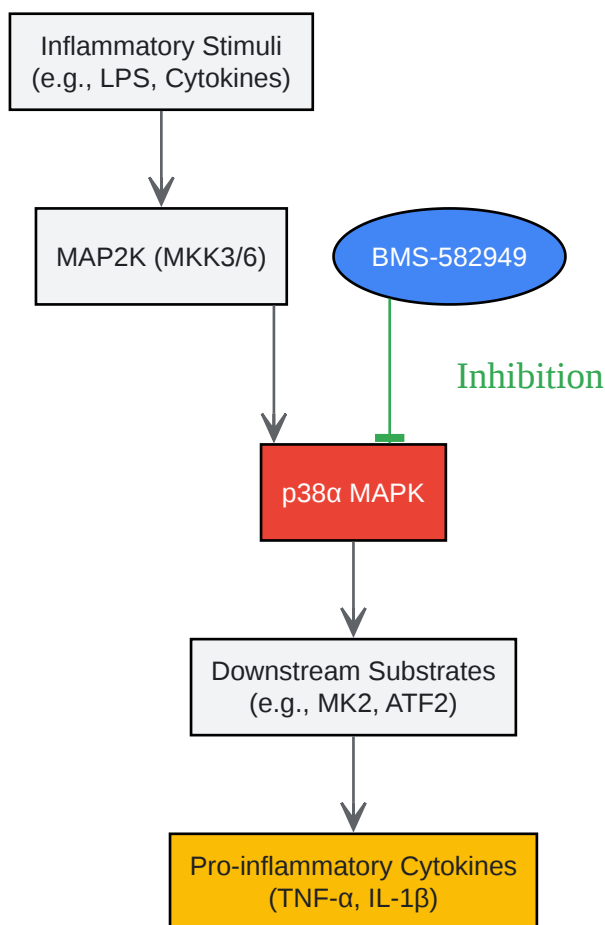 Inflammatory Stimuli
(e.g., LPS, Cytokines)
MAP2K (MKK3/6)
BMS-582949
Inhibition
p38α MAPK
Downstream Substrates
(e.g., MK2, ATF2)
Pro-inflammatory Cytokines
(TNF-α, IL-1β)